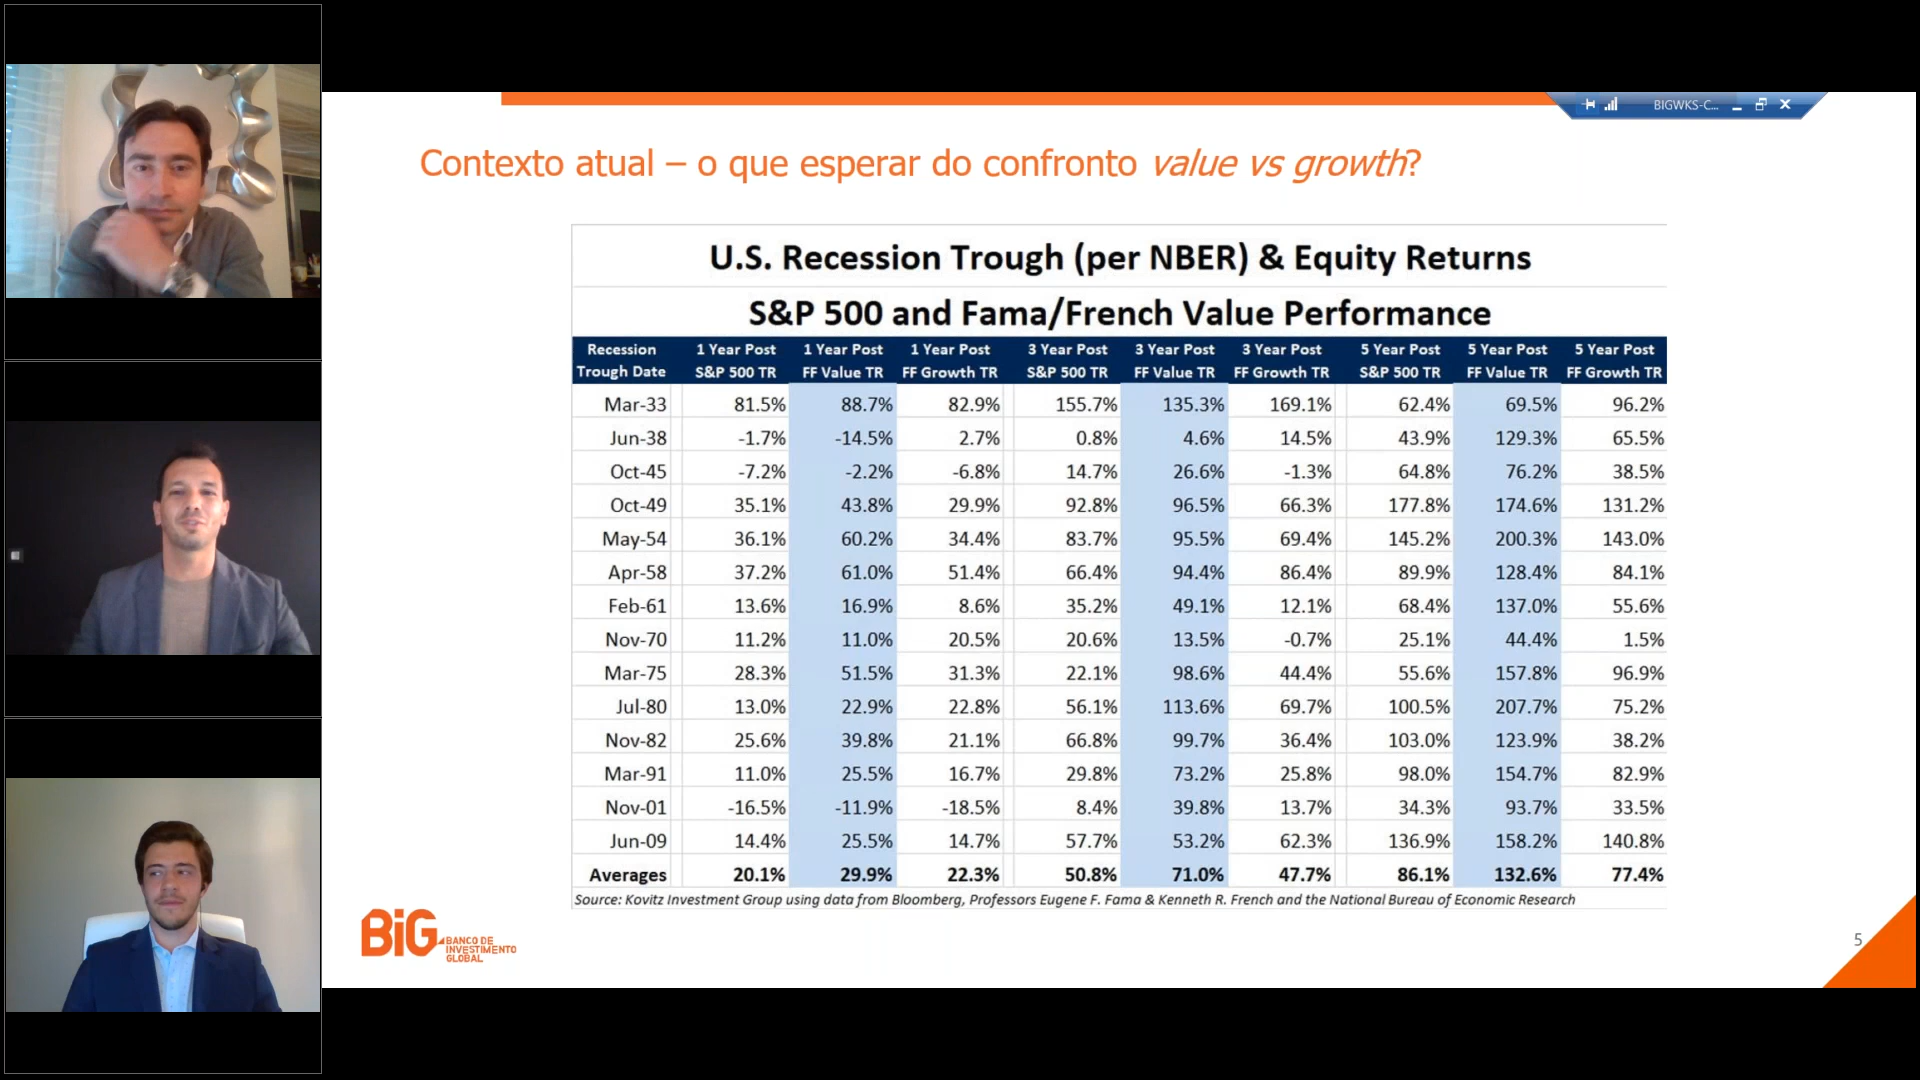 BIGWKS-C...
Contexto atual – o que esperar do confronto value vs growth?
U.S. Recession Trough (per NBER) & Equity Returns
S&P 500 and Fama/French Value Performance
Recession Trough Date 1 Year Post S&P 500 TR 1 Year Post FF Value TR 1 Year Post FF Growth TR 3 Year Post S&P 500 TR 3 Year Post FF Value TR 3 Year Post FF Growth TR 5 Year Post S&P 500 TR 5 Year Post FF Value TR 5 Year Post FF Growth TR
Mar-33 81.5% 88.7% 82.9% 155.7% 135.3% 169.1% 62.4% 69.5% 96.2%
Jun-38 -1.7% -14.5% 2.7% 0.8% 4.6% 14.5% 43.9% 129.3% 65.5%
Oct-45 -7.2% -2.2% -6.8% 14.7% 26.6% -1.3% 64.8% 76.2% 38.5%
Oct-49 35.1% 43.8% 29.9% 92.8% 96.5% 66.3% 177.8% 174.6% 131.2%
May-54 36.1% 60.2% 34.4% 83.7% 95.5% 69.4% 145.2% 200.3% 143.0%
Apr-58 37.2% 61.0% 51.4% 66.4% 94.4% 86.4% 89.9% 128.4% 84.1%
Feb-61 13.6% 16.9% 8.6% 35.2% 49.1% 12.1% 68.4% 137.0% 55.6%
Nov-70 11.2% 11.0% 20.5% 20.6% 13.5% -0.7% 25.1% 44.4% 1.5%
Mar-75 28.3% 51.5% 31.3% 22.1% 98.6% 44.4% 55.6% 157.8% 96.9%
Jul-80 13.0% 22.9% 22.8% 56.1% 113.6% 69.7% 100.5% 207.7% 75.2%
Nov-82 25.6% 39.8% 21.1% 66.8% 99.7% 36.4% 103.0% 123.9% 38.2%
Mar-91 11.0% 25.5% 16.7% 29.8% 73.2% 25.8% 98.0% 154.7% 82.9%
Nov-01 -16.5% -11.9% -18.5% 8.4% 39.8% 13.7% 34.3% 93.7% 33.5%
Jun-09 14.4% 25.5% 14.7% 57.7% 53.2% 62.3% 136.9% 158.2% 140.8%
Averages 20.1% 29.9% 22.3% 50.8% 71.0% 47.7% 86.1% 132.6% 77.4%
Source: Kovitz Investment Group using data from Bloomberg, Professors Eugene F. Fama & Kenneth R. French and the National Bureau of Economic Research
BiG
BANCO DE
INVESTIMENTO
GLOBAL
5